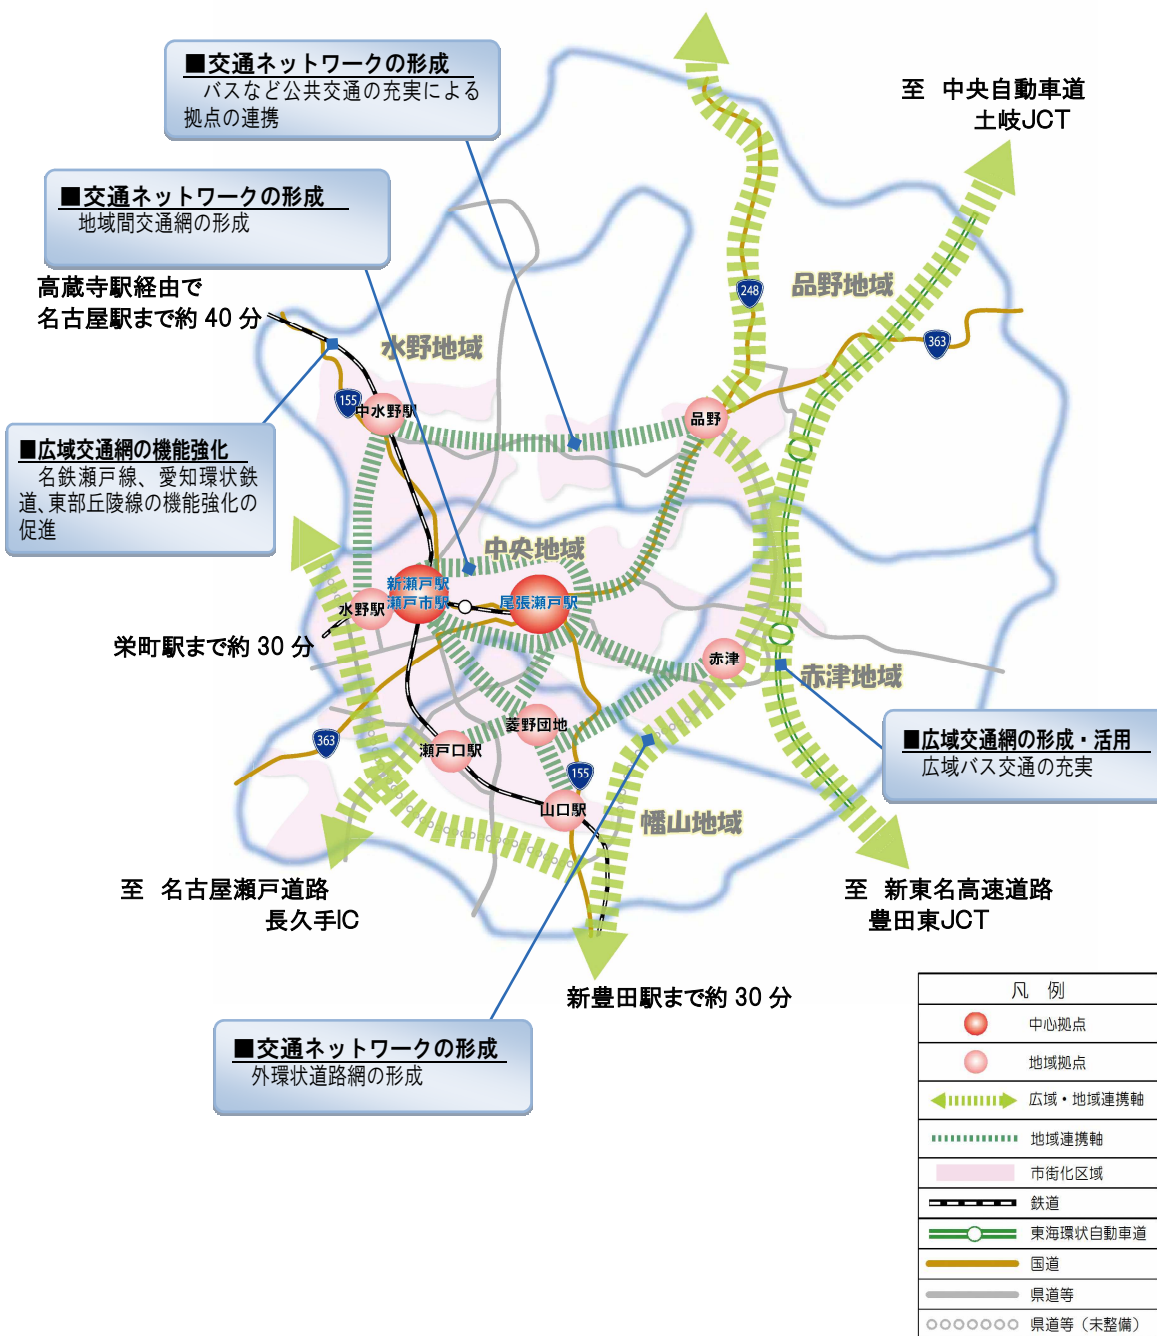 ■交通ネットワークの形成
バスなど公共交通の充実による
拠点の連携
至 中央自動車道
土岐JCT
■交通ネットワークの形成
地域間交通網の形成
高蔵寺駅経由で
名古屋駅まで約 40 分
品野地域
248
水野地域
363
155
中水野駅
品野
■広域交通網の機能強化
名鉄瀬戸線、愛知環状鉄
道、東部丘陵線の機能強化の
促進
中央地域
新瀬戸駅
瀬戸市駅
尾張瀬戸駅
水野駅
栄町駅まで約 30 分
赤津
赤津地域
菱野団地
363
瀬戸口駅
■広域交通網の形成・活用
広域バス交通の充実
155
山口駅
幡山地域
至 名古屋瀬戸道路
長久手IC
至 新東名高速道路
豊田東JCT
新豊田駅まで約 30 分
■交通ネットワークの形成
外環状道路網の形成
凡 例
中心拠点
地域拠点
広域・地域連携軸
地域連携軸
市街化区域
鉄道
東海環状自動車道
国道
県道等
県道等（未整備）